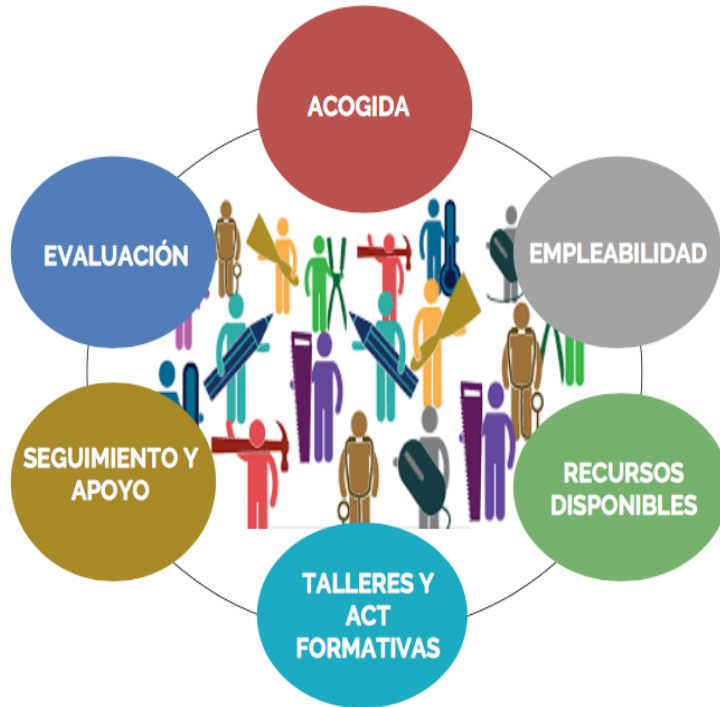 ACOGIDA
EMPLEABILIDAD
RECURSOS
DISPONIBLES
TALLERES Y
ACT
FORMATIVAS
SEGUIMIENTO Y
APOYO
EVALUACIÓN